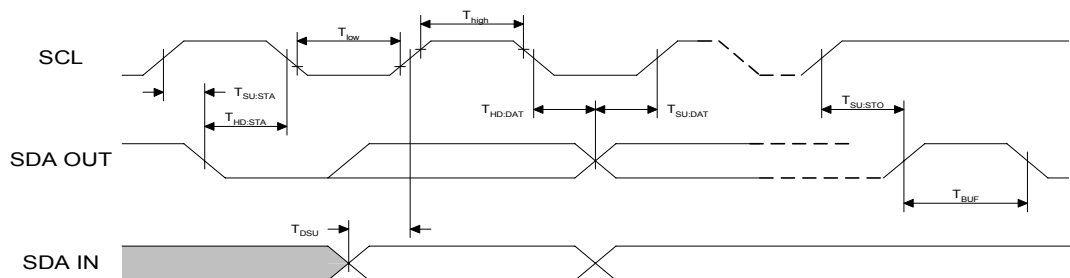 T_high
T_low
SCL
T_SU:STA
T_HD:STA
T_HD:DAT
T_SU:DAT
T_SU:STO
SDA OUT
T_BUF
T_DSU
SDA IN